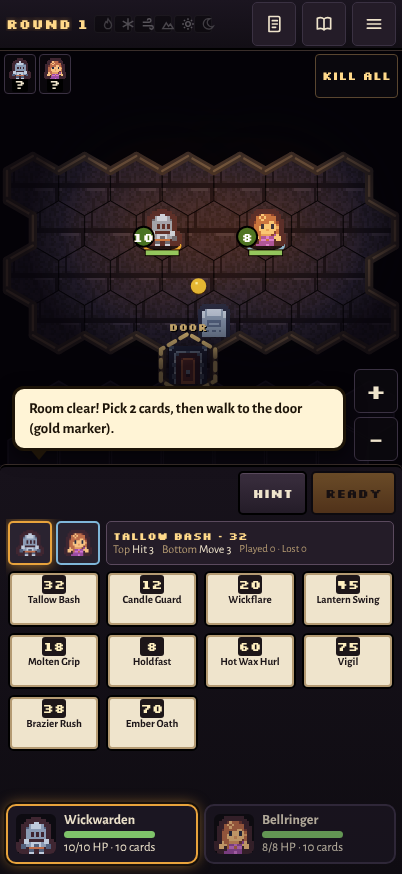 ROUND 1
?
?
KILL ALL
10
8
DOOR
Room clear! Pick 2 cards, then walk to the door
(gold marker).
+
−
HINT
READY
TALLOW BASH · 32
Top Hit 3 Bottom Move 3 Played 0 · Lost 0
32
Tallow Bash
12
Candle Guard
20
Wickflare
45
Lantern Swing
18
Molten Grip
8
Holdfast
60
Hot Wax Hurl
75
Vigil
38
Brazier Rush
70
Ember Oath
Wickwarden
10/10 HP · 10 cards
Bellringer
8/8 HP · 10 cards